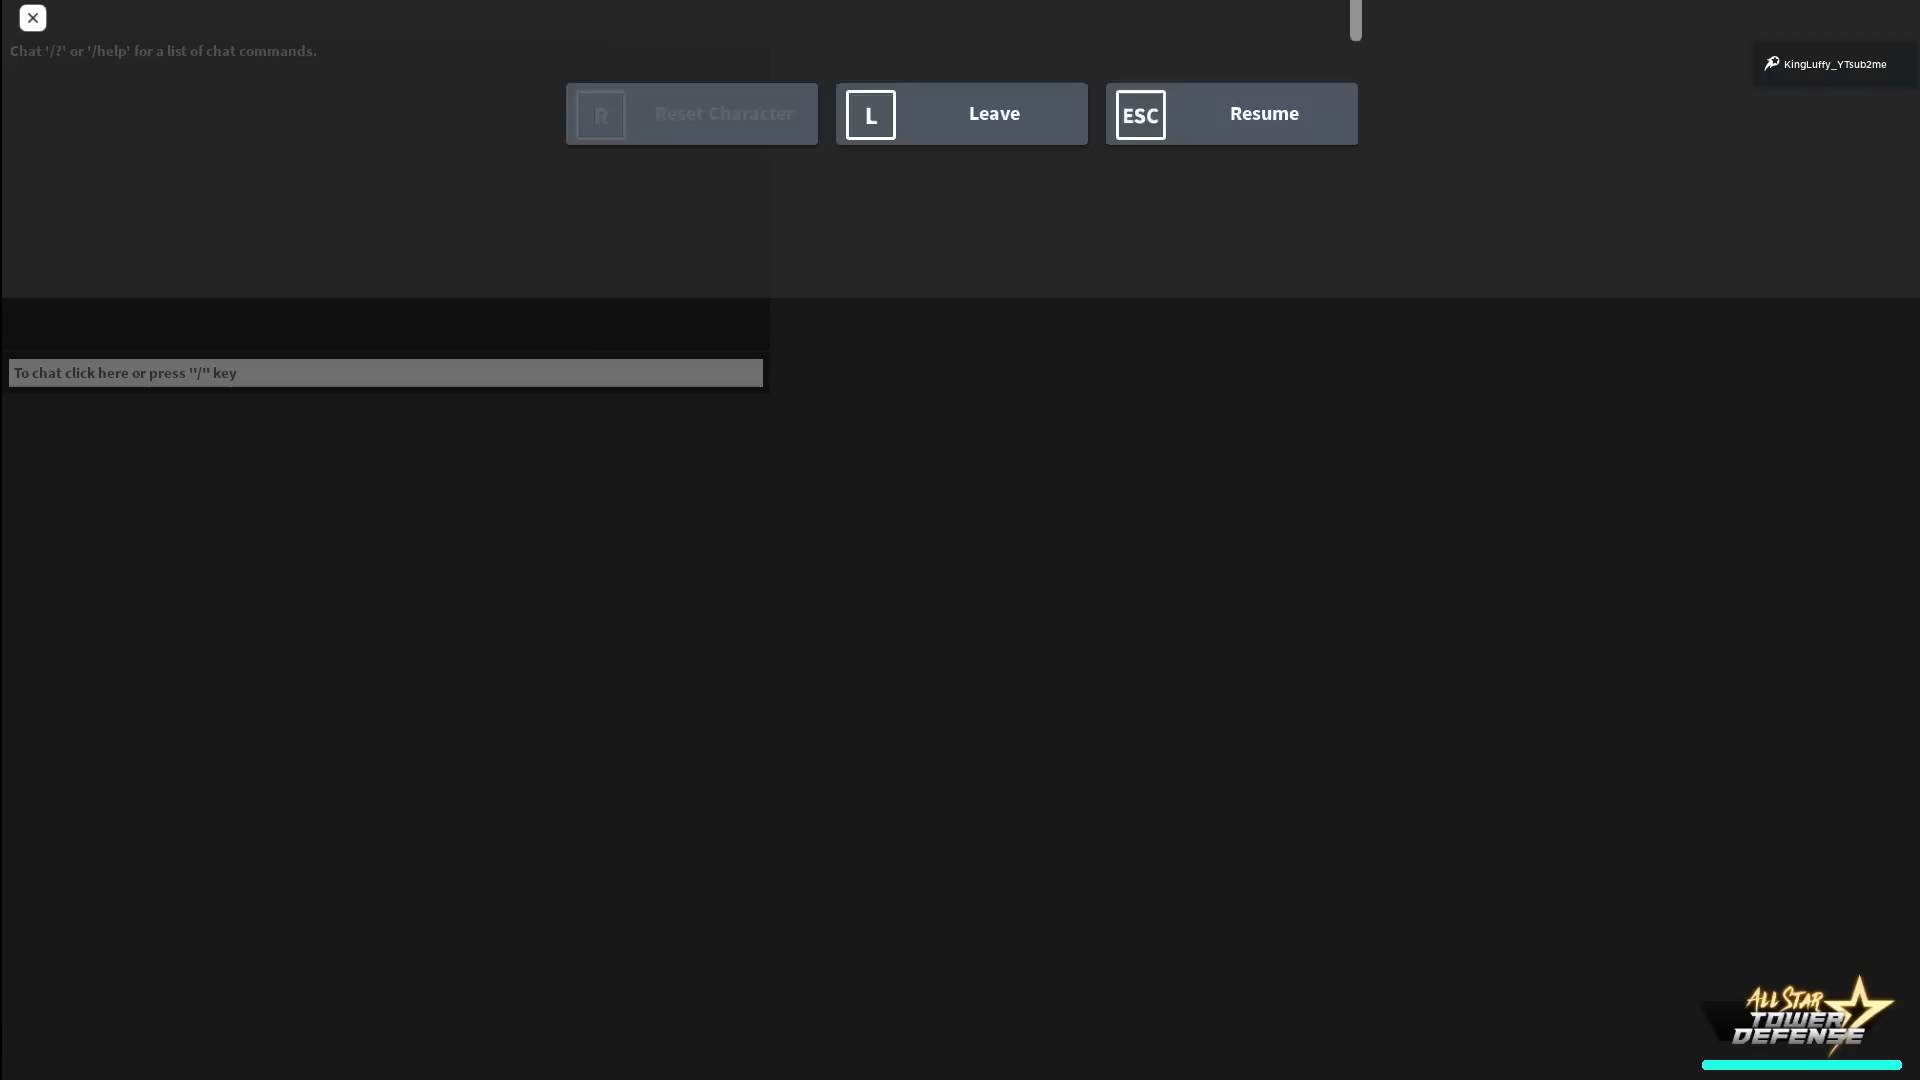 Chat '/?' or '/help' for a list of chat commands.
KingLuffy_YTsub2me
R Reset Character
L Leave
ESC Resume
To chat click here or press "/" key
ALL STAR
TOWER
DEFENSE